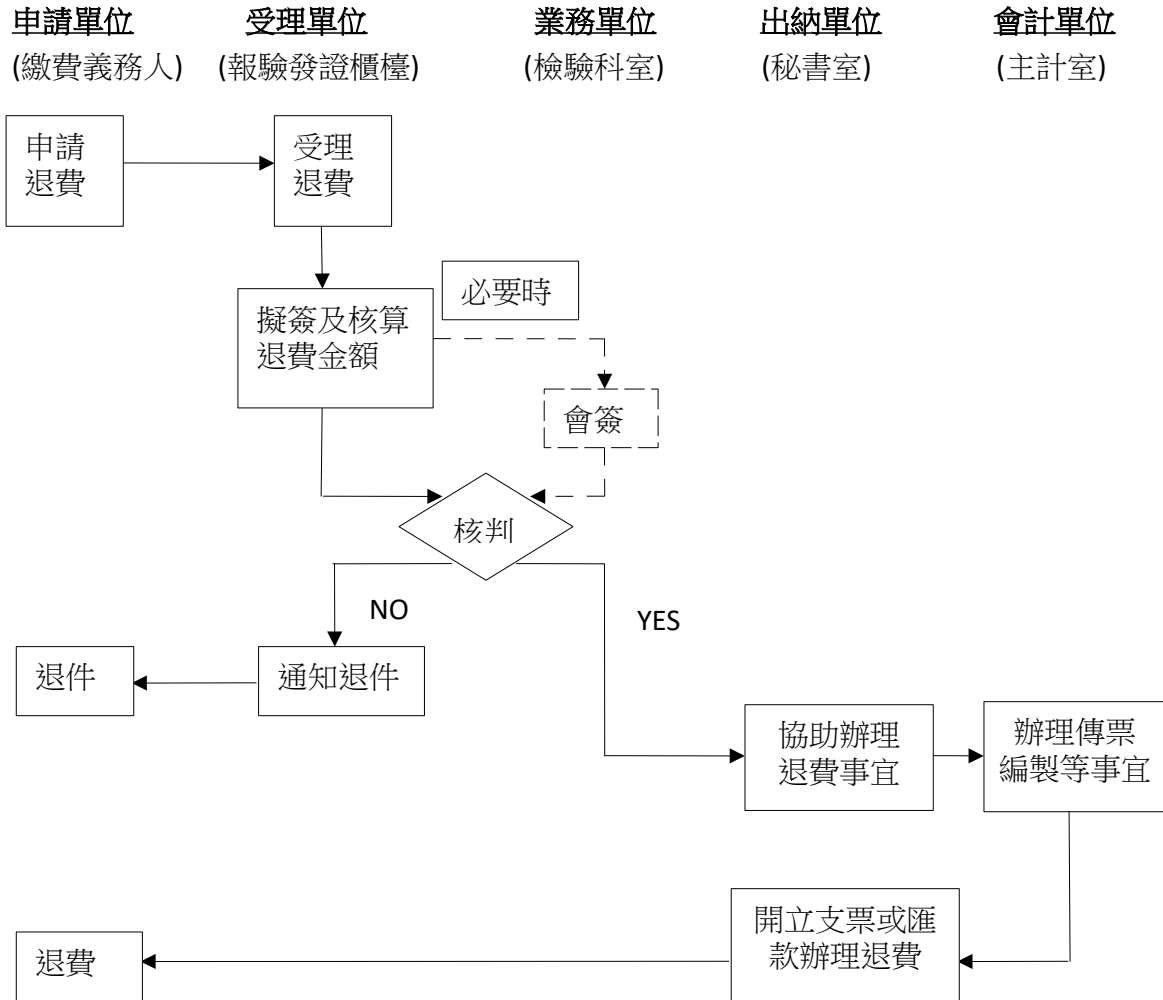 申請單位 受理單位 業務單位 出納單位 會計單位
(繳費義務人) (報驗發證櫃檯) (檢驗科室) (秘書室) (主計室)
申請
退費
受理
退費
必要時
擬簽及核算
退費金額
會簽
核判
NO
YES
退件
通知退件
協助辦理
退費事宜
辦理傳票
編製等事宜
開立支票或匯
款辦理退費
退費